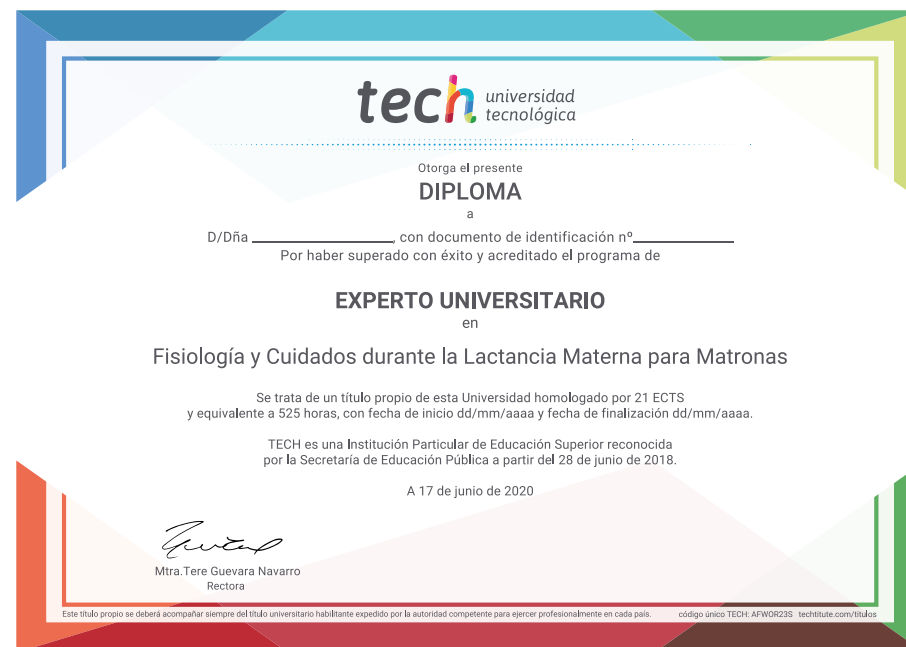 tech universidad
tecnológica
Otorga el presente
DIPLOMA
a
D/Dña ____________________, con documento de identificación nº______________
Por haber superado con éxito y acreditado el programa de
EXPERTO UNIVERSITARIO
en
Fisiología y Cuidados durante la Lactancia Materna para Matronas
Se trata de un título propio de esta Universidad homologado por 21 ECTS
y equivalente a 525 horas, con fecha de inicio dd/mm/aaaa y fecha de finalización dd/mm/aaaa.
TECH es una Institución Particular de Educación Superior reconocida
por la Secretaría de Educación Pública a partir del 28 de junio de 2018.
A 17 de junio de 2020
Mtra.Tere Guevara Navarro
Rectora
Este título propio se deberá acompañar siempre del título universitario habilitante expedido por la autoridad competente para ejercer profesionalmente en cada país. código único TECH: AFWOR23S techtitute.com/titulos